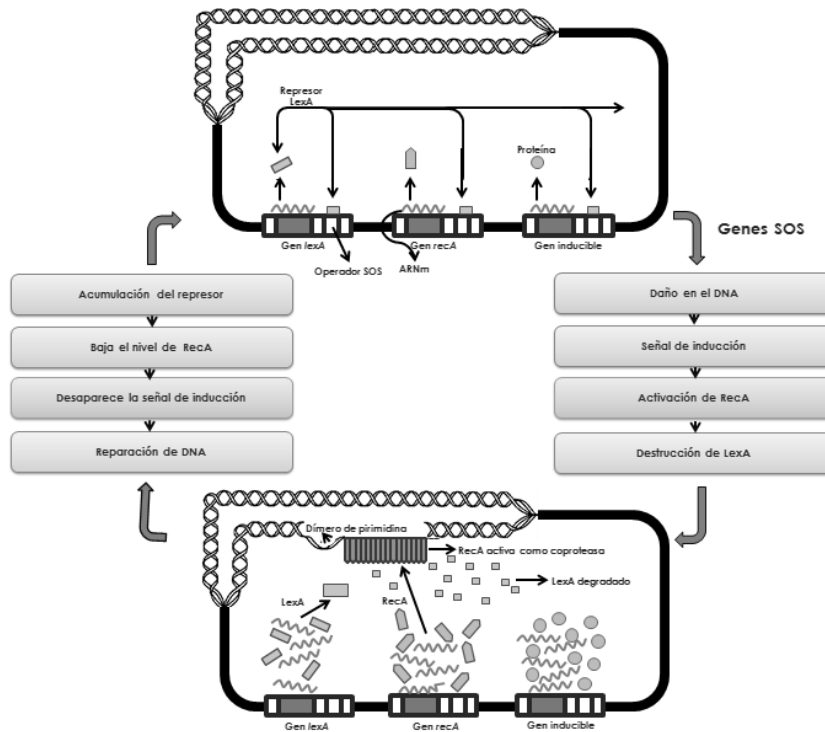 Represor
LexA
Proteína
Gen lexA
Gen recA
Gen inducible
Operador SOS
ARNm
Genes SOS
Acumulación del represor
Baja el nivel de RecA
Desaparece la señal de inducción
Reparación de DNA
Daño en el DNA
Señal de inducción
Activación de RecA
Destrucción de LexA
Dímero de pirimidina
RecA activa como coproteasa
LexA degradado
LexA
RecA
Gen lexA
Gen recA
Gen inducible